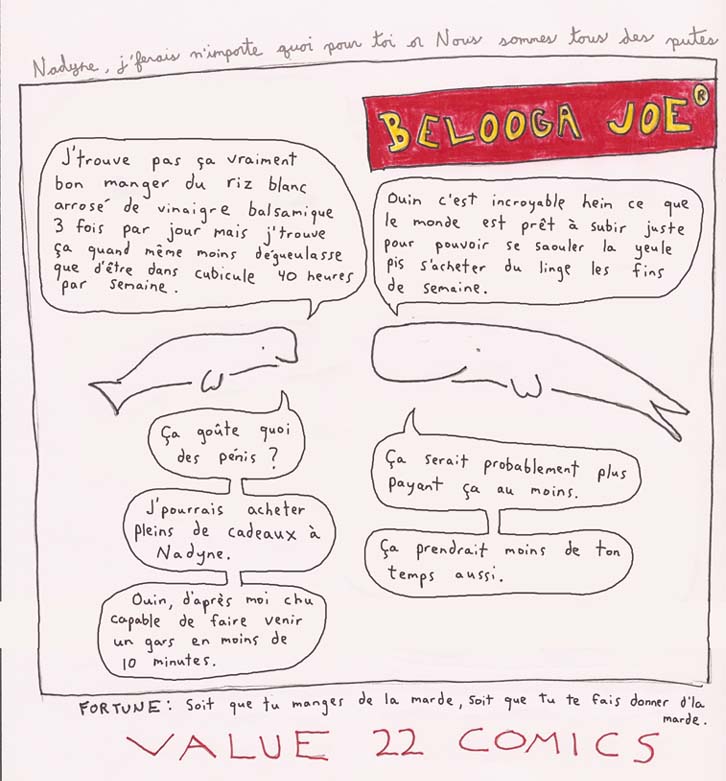 Nadyne, j'ferais n'importe quoi pour toi or Nous sommes tous des putes
BELOOGA JOE®
J'trouve pas ça vraiment
bon manger du riz blanc
arrosé de vinaigre balsamique
3 fois par jour mais j'trouve
ça quand même moins dégueulasse
que d'être dans cubicule 40 heures
par semaine.
Ouin c'est incroyable hein ce que
le monde est prêt à subir juste
pour pouvoir se saouler la yeule
pis s'acheter du linge les fins
de semaine.
Ça goûte quoi
des pénis ?
Ça serait probablement plus
payant ça au moins.
J'pourrais acheter
pleins de cadeaux à
Nadyne.
Ça prendrait moins de ton
temps aussi.
Ouin, d'après moi chu
capable de faire venir
un gars en moins de
10 minutes.
FORTUNE : Soit que tu manges de la marde, soit que tu te fais donner d'la
marde.
VALUE 22 COMICS